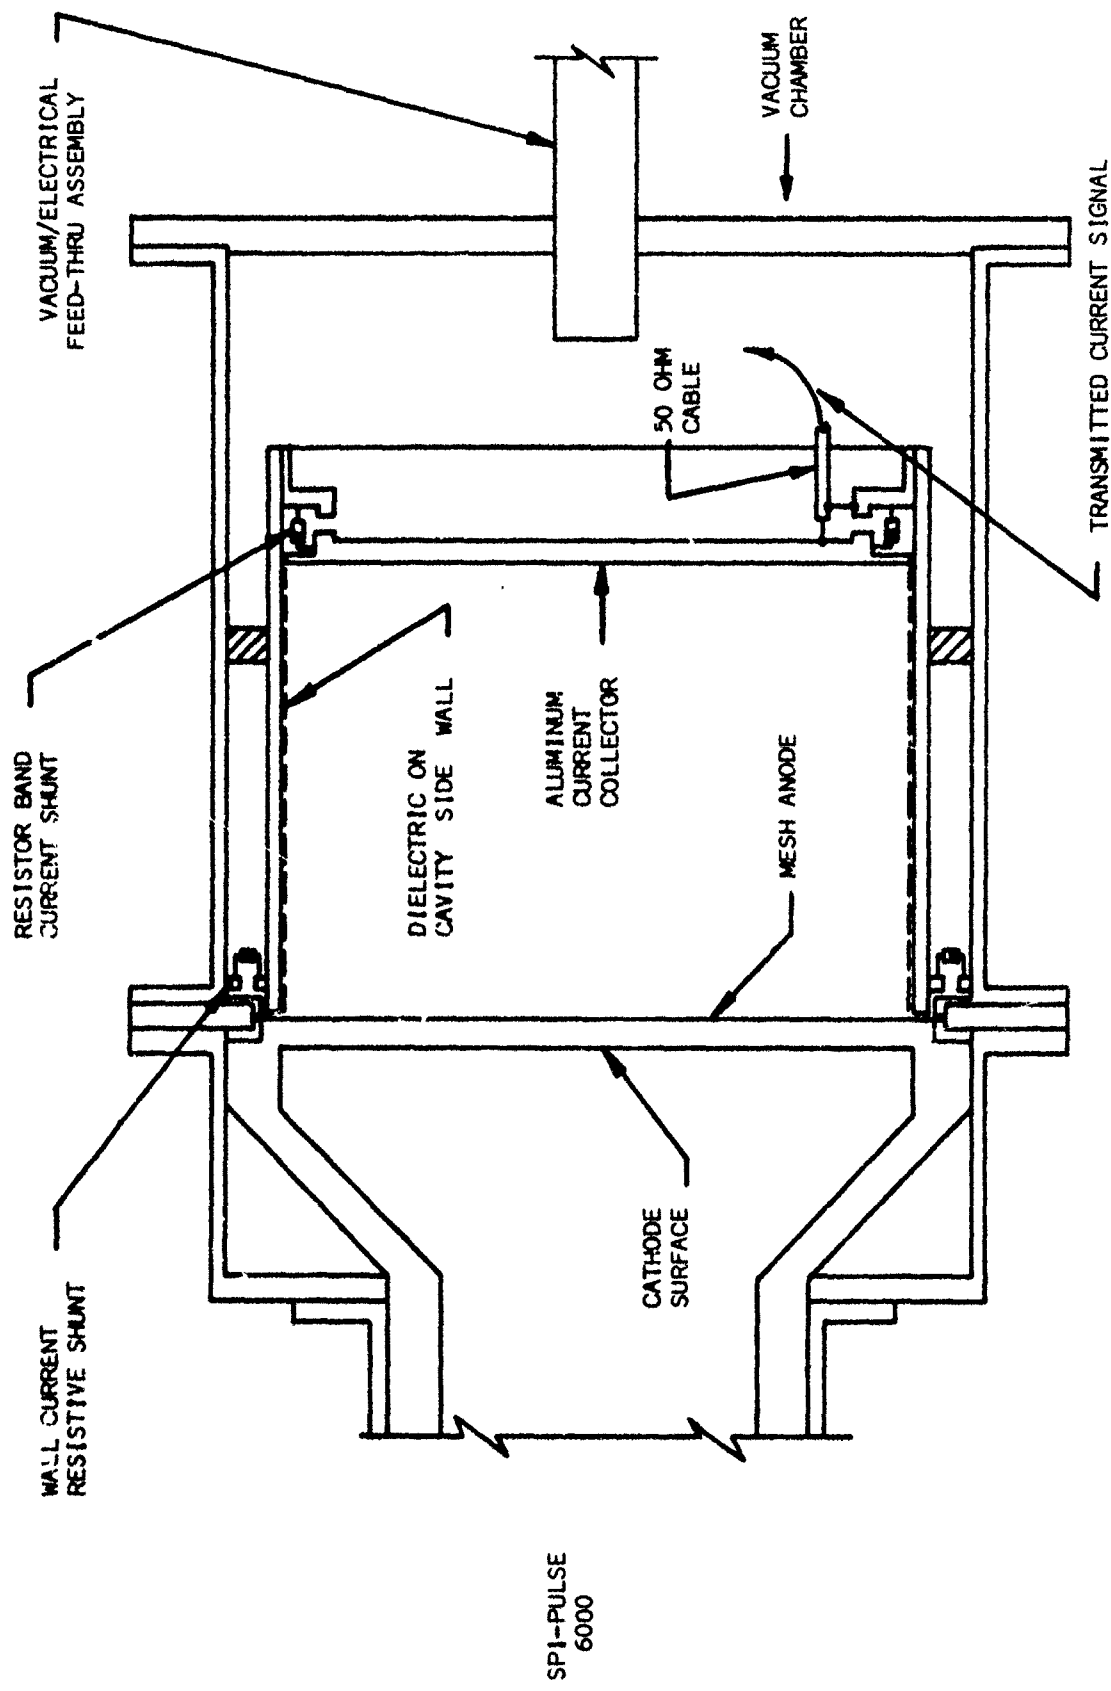 VACUUM/ELECTRICAL
FEED-THRU ASSEMBLY
VACUUM
CHAMBER
RESISTOR BAND
CURRENT SHUNT
50 OHM
CABLE
TRANSMITTED CURRENT SIGNAL
DIELECTRIC ON
CAVITY SIDE WALL
ALUMINUM
CURRENT
COLLECTOR
MESH ANODE
WALL CURRENT
RESISTIVE SHUNT
CATHODE
SURFACE
SPI-PULSE
6000